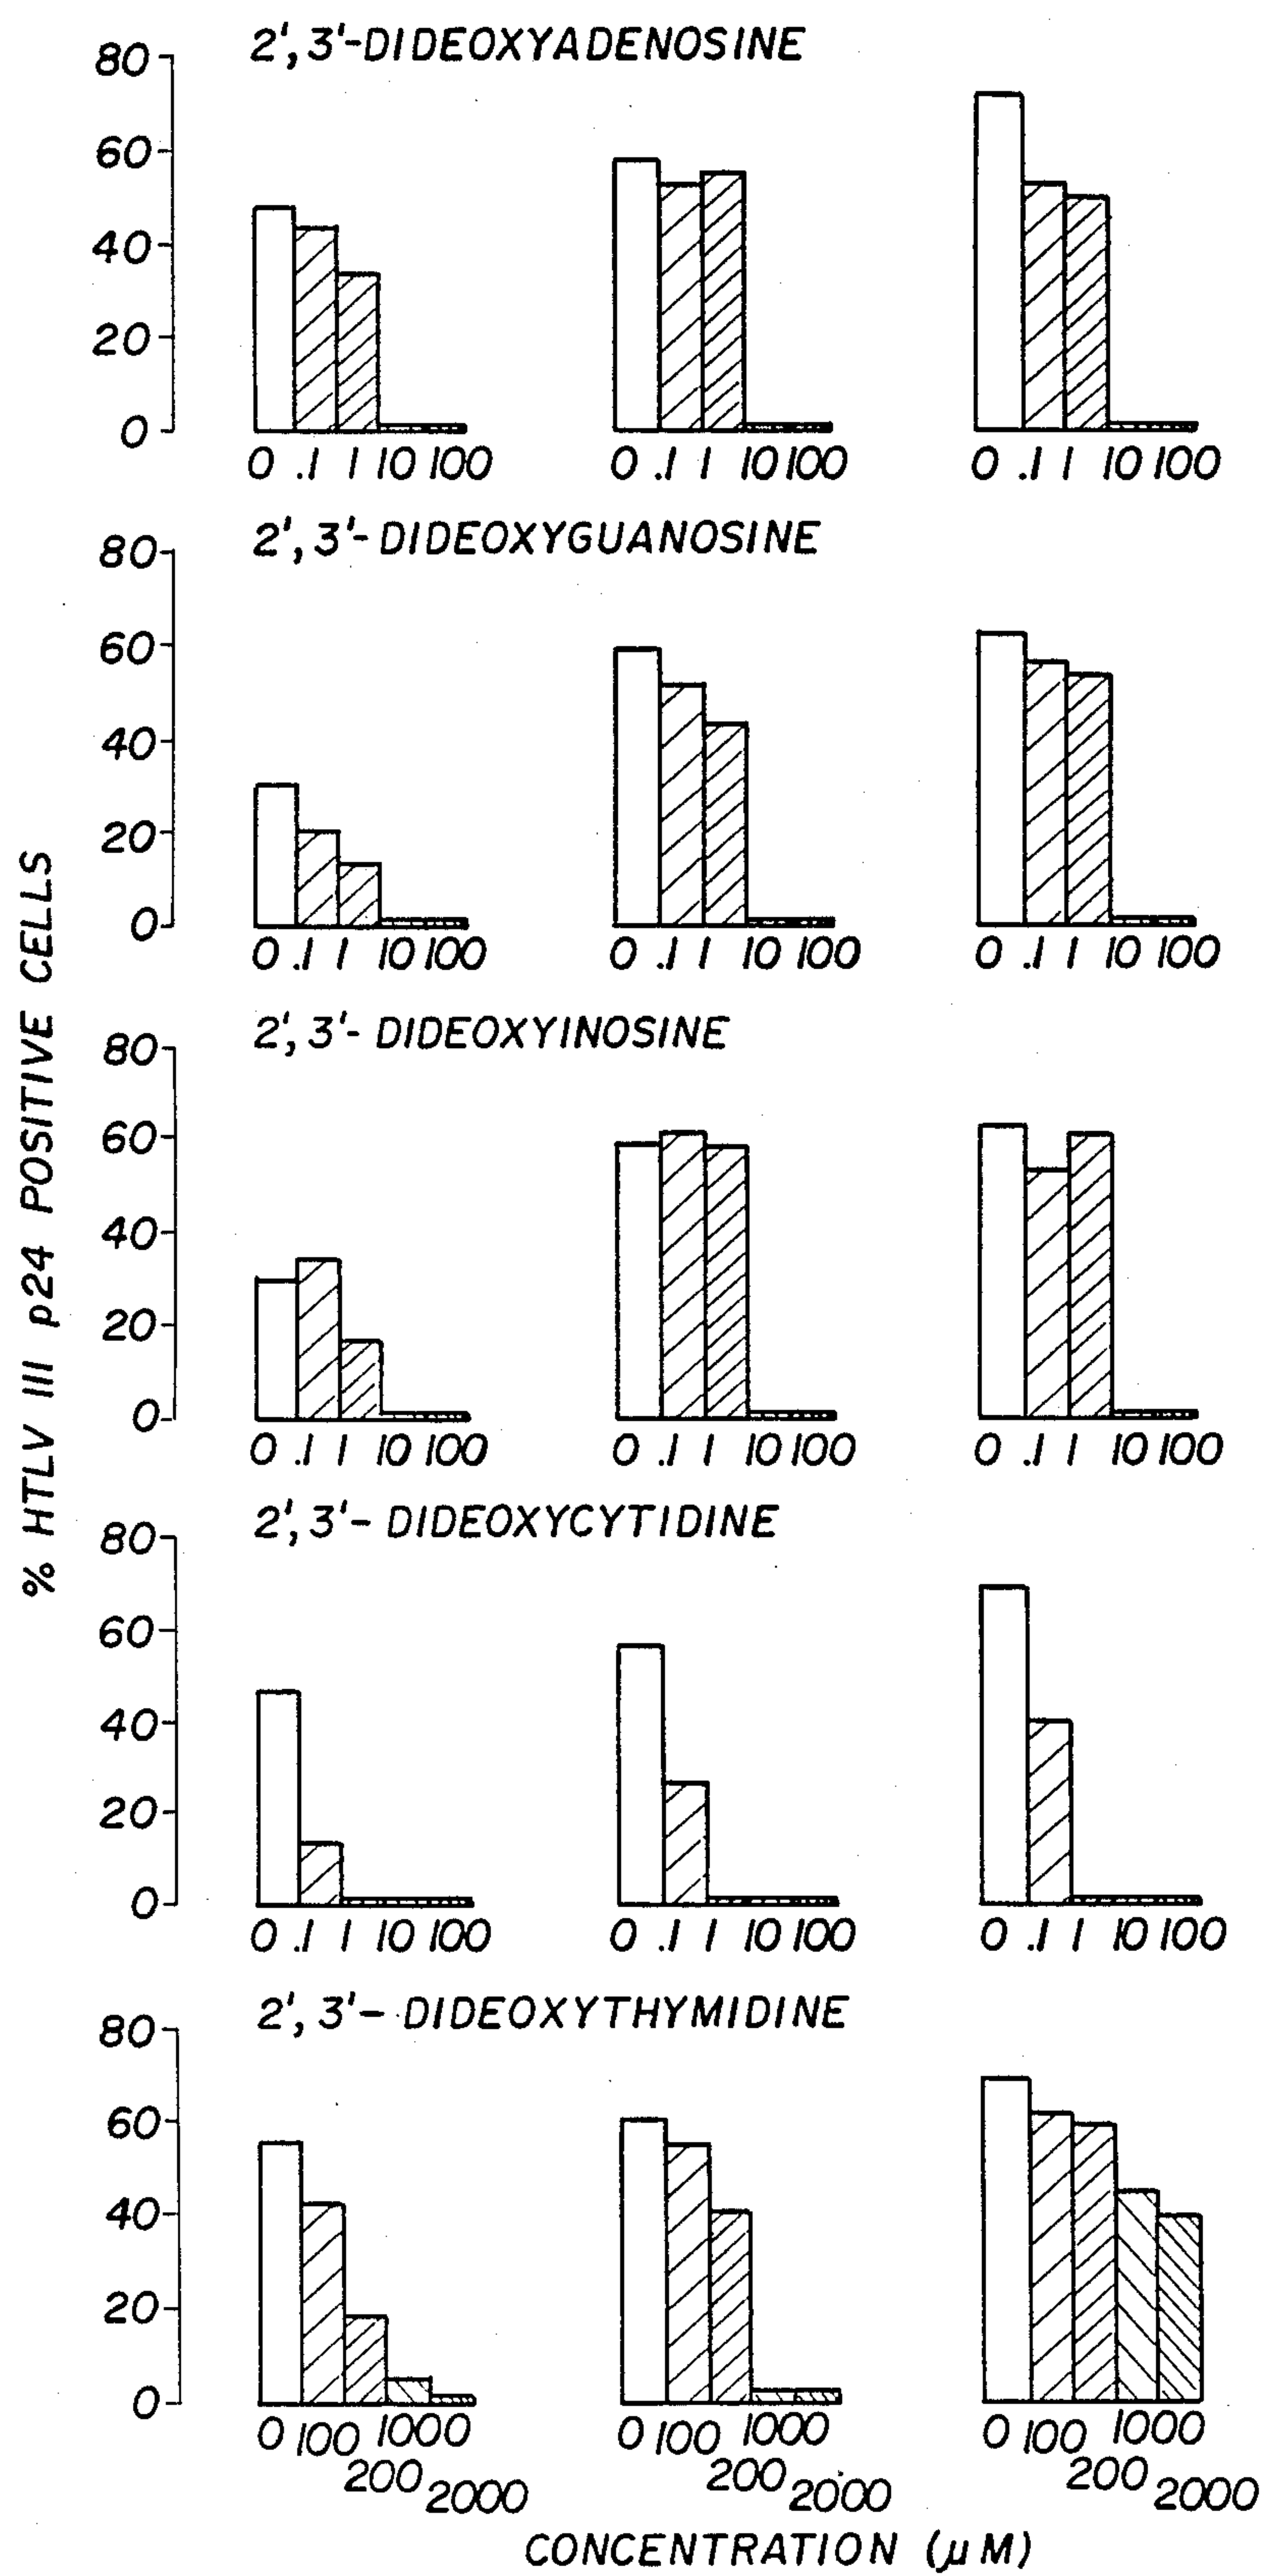 2',3'-DIDEOXYADENOSINE
80
60
40
20
0
0 .1 1 10 100
0 .1 1 10 100
0 .1 1 10 100
2',3'- DIDEOXYGUANOSINE
80
60
40
20
0
0 .1 1 10 100
0 .1 1 10 100
0 .1 1 10 100
2',3'- DIDEOXYINOSINE
80
60
40
20
0
0 .1 1 10 100
0 .1 1 10 100
0 .1 1 10 100
2',3'- DIDEOXYCYTIDINE
80
60
40
20
0
0 .1 1 10 100
0 .1 1 10 100
0 .1 1 10 100
2',3'- DIDEOXYTHYMIDINE
80
60
40
20
0
0 100 1000
200 2000
0 100 1000
200 2000
0 100 1000
200 2000
% HTLV III p24 POSITIVE CELLS
CONCENTRATION (μM)